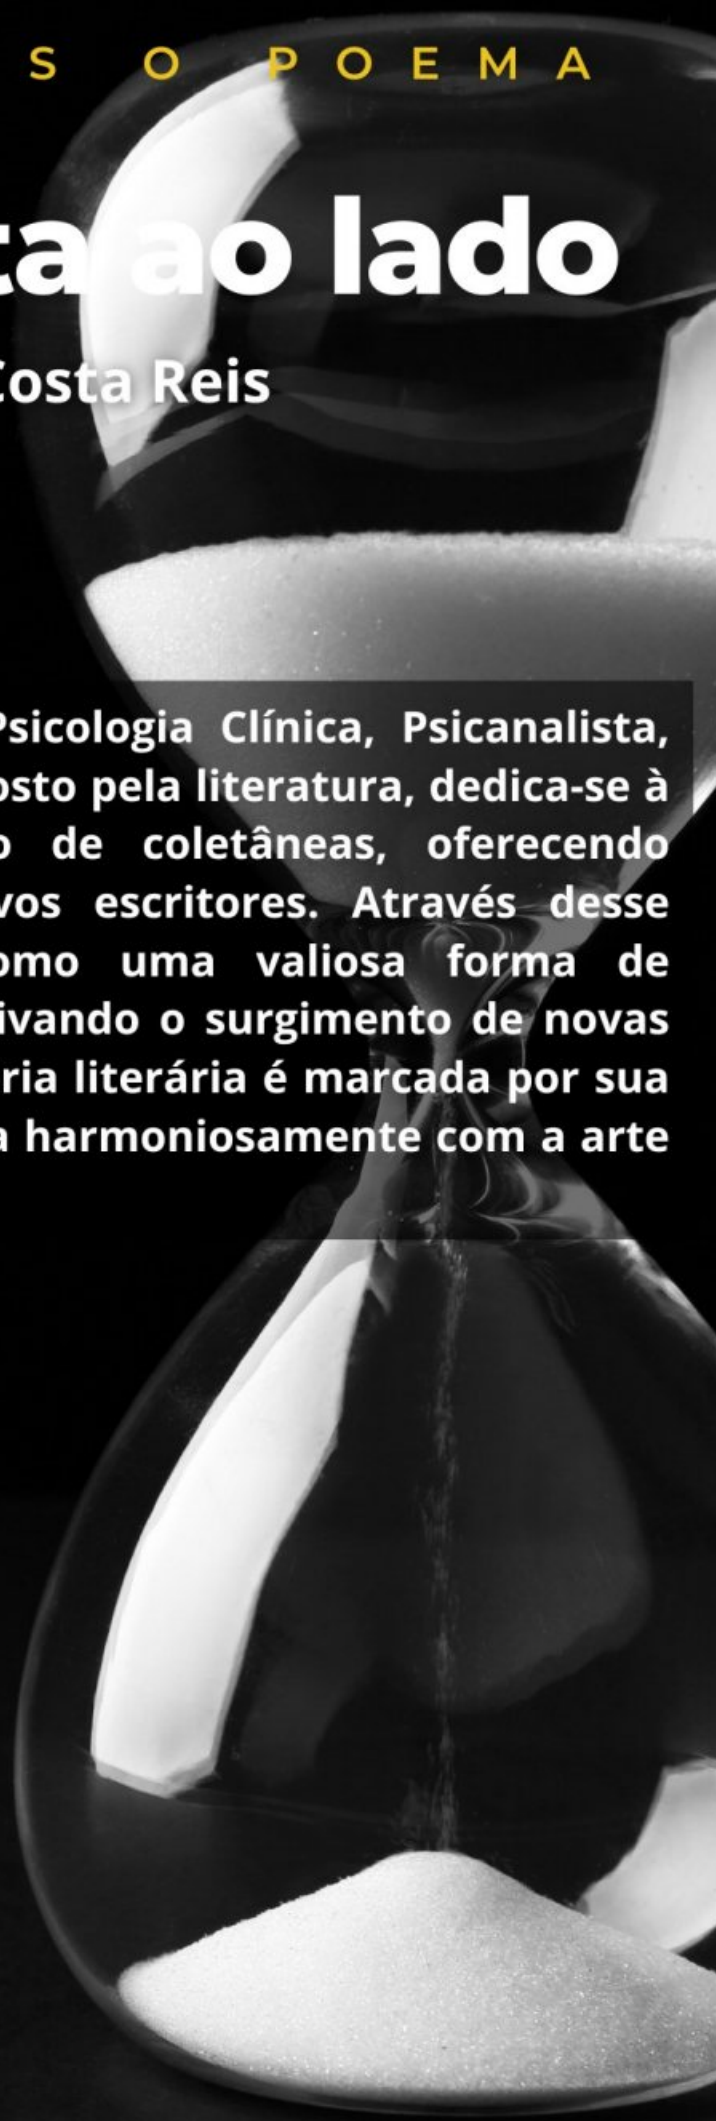 S O POEMA
ta ao lado
Costa Reis
Psicologia Clínica, Psicanalista,
osto pela literatura, dedica-se à
o de coletâneas, oferecendo
vos escritores. Através desse
omo uma valiosa forma de
ivando o surgimento de novas
ria literária é marcada por sua
a harmoniosamente com a arte